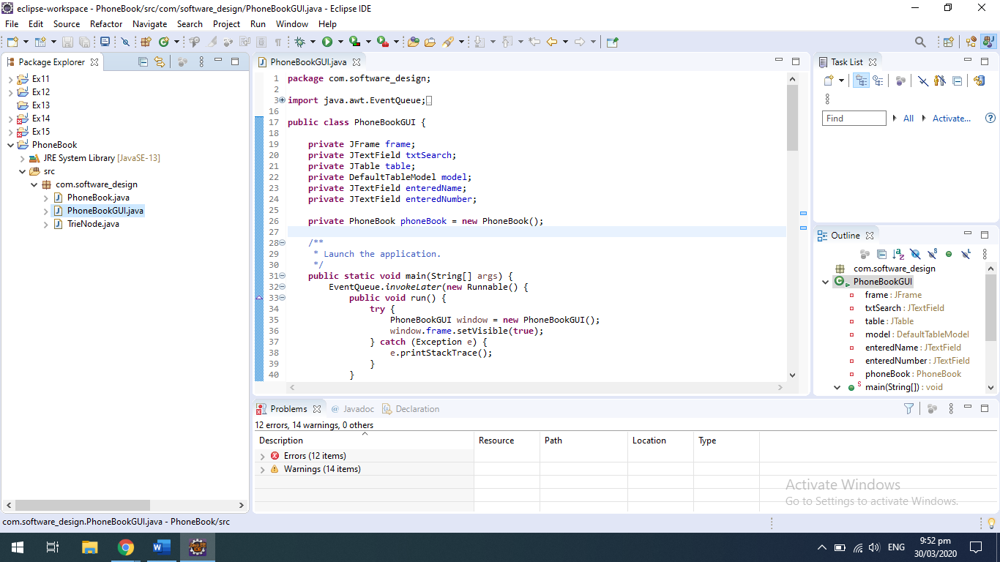 eclipse-workspace - PhoneBook/src/com/software_design/PhoneBookGUI.java - Eclipse IDE
File Edit Source Refactor Navigate Search Project Run Window Help
Package Explorer
Ex11
Ex12
Ex13
Ex14
Ex15
PhoneBook
JRE System Library [JavaSE-13]
src
com.software_design
PhoneBook.java
PhoneBookGUI.java
TrieNode.java
PhoneBookGUI.java
1 package com.software_design;
2
3 import java.awt.EventQueue;
16
17 public class PhoneBookGUI {
18
19 private JFrame frame;
20 private JTextField txtSearch;
21 private JTable table;
22 private DefaultTableModel model;
23 private JTextField enteredName;
24 private JTextField enteredNumber;
25
26 private PhoneBook phoneBook = new PhoneBook();
27
28 /**
29 * Launch the application.
30 */
31 public static void main(String[] args) {
32 EventQueue.invokeLater(new Runnable() {
33 public void run() {
34 try {
35 PhoneBookGUI window = new PhoneBookGUI();
36 window.frame.setVisible(true);
37 } catch (Exception e) {
38 e.printStackTrace();
39 }
40 }
Task List
Find All Activate...
Outline
com.software_design
PhoneBookGUI
frame : JFrame
txtSearch : JTextField
table : JTable
model : DefaultTableModel
enteredName : JTextField
enteredNumber : JTextField
phoneBook : PhoneBook
main(String[]) : void
Problems Javadoc Declaration
12 errors, 14 warnings, 0 others
Description Resource Path Location Type
Errors (12 items)
Warnings (14 items)
Activate Windows
Go to Settings to activate Windows.
com.software_design.PhoneBookGUI.java - PhoneBook/src
ENG
9:52 pm
30/03/2020